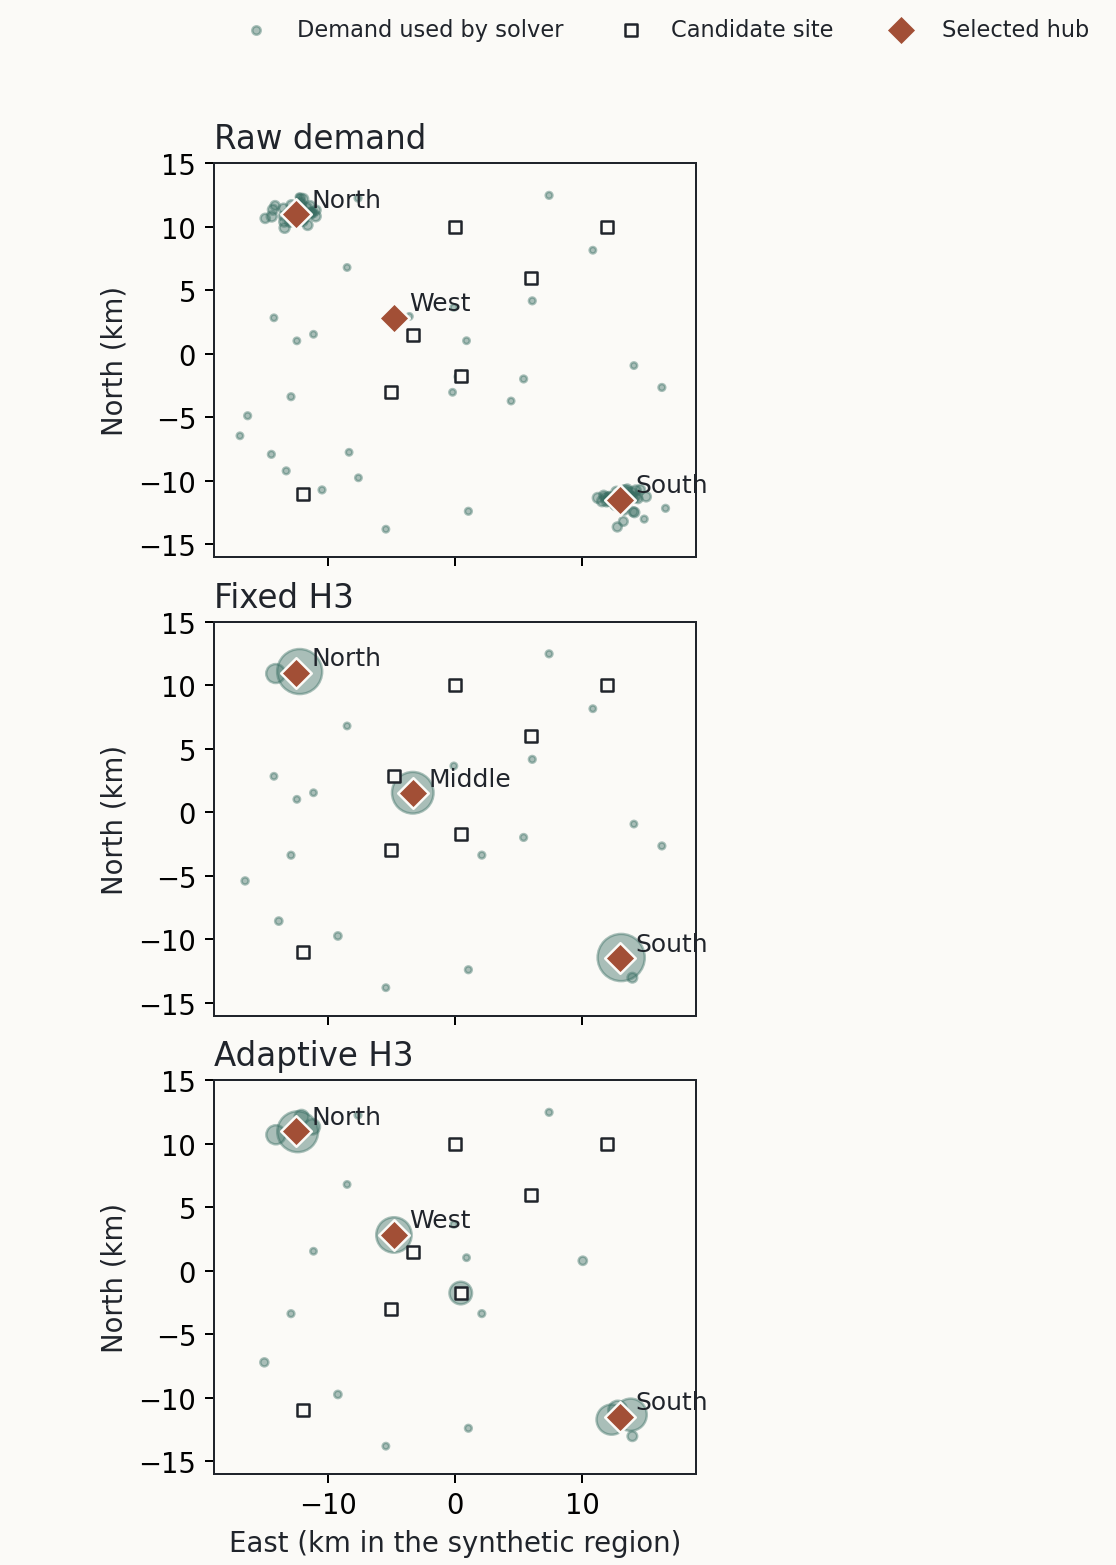 Demand used by solver Candidate site Selected hub
Raw demand
15
10
5
0
−5
−10
−15
North (km)
North
West
South
Fixed H3
15
10
5
0
−5
−10
−15
North (km)
North
Middle
South
Adaptive H3
15
10
5
0
−5
−10
−15
North (km)
North
West
South
−10 0 10
East (km in the synthetic region)